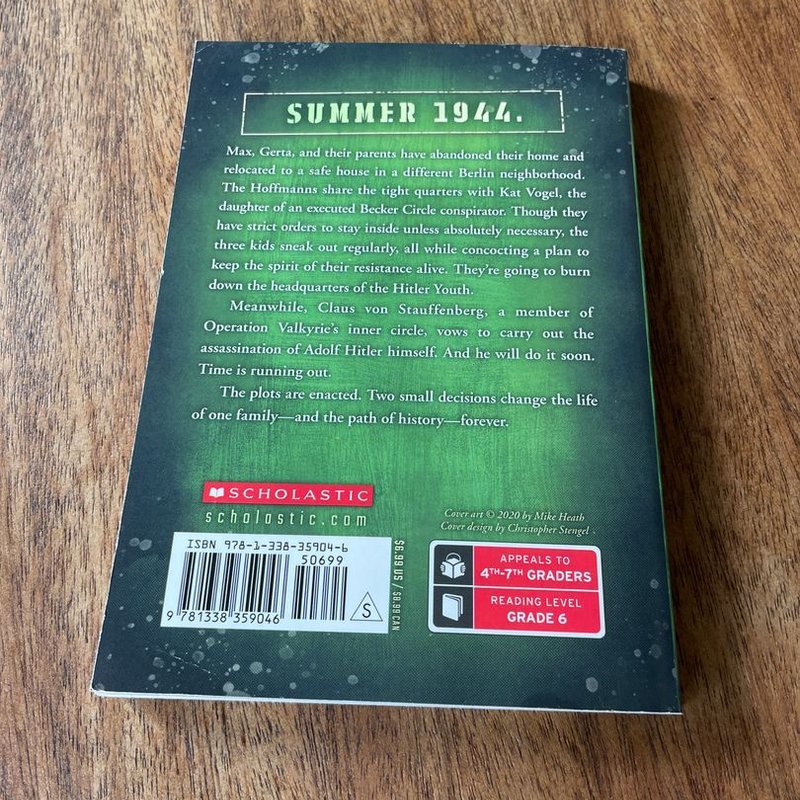 SUMMER 1944.
Max, Gerta, and their parents have abandoned their home and
relocated to a safe house in a different Berlin neighborhood.
The Hoffmanns share the tight quarters with Kat Vogel, the
daughter of an executed Becker Circle conspirator. Though they
have strict orders to stay inside unless absolutely necessary, the
three kids sneak out regularly, all while concocting a plan to
keep the spirit of their resistance alive. They're going to burn
down the headquarters of the Hitler Youth.
Meanwhile, Claus von Stauffenberg, a member of
Operation Valkyrie's inner circle, vows to carry out the
assassination of Adolf Hitler himself. And he will do it soon.
Time is running out.
The plots are enacted. Two small decisions change the life
of one family—and the path of history—forever.
SCHOLASTIC
scholastic.com
Cover art © 2020 by Mike Heath
Cover design by Christopher Stengel
ISBN 978-1-338-35904-6
50699
9 781338 359046
S
$6.99 US / $8.99 CAN
APPEALS TO
4TH-7TH GRADERS
READING LEVEL
GRADE 6